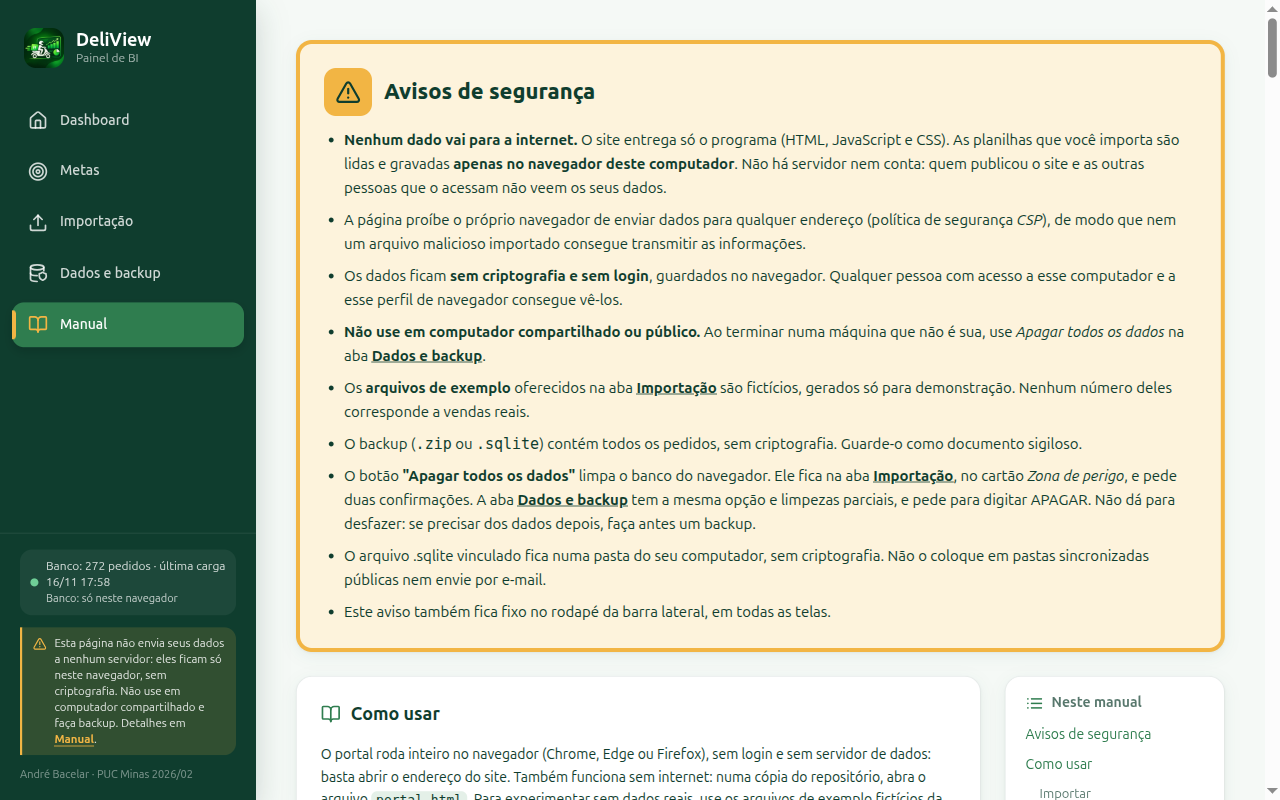 DeliView
Painel de BI
Dashboard
Metas
Importação
Dados e backup
Manual
Banco: 272 pedidos · última carga
16/11 17:58
Banco: só neste navegador
Esta página não envia seus dados
a nenhum servidor: eles ficam só
neste navegador, sem
criptografia. Não use em
computador compartilhado e
faça backup. Detalhes em
Manual.
André Bacelar · PUC Minas 2026/02
Avisos de segurança
• Nenhum dado vai para a internet. O site entrega só o programa (HTML, JavaScript e CSS). As planilhas que você importa são
lidas e gravadas apenas no navegador deste computador. Não há servidor nem conta: quem publicou o site e as outras
pessoas que o acessam não veem os seus dados.
• A página proíbe o próprio navegador de enviar dados para qualquer endereço (política de segurança CSP), de modo que nem
um arquivo malicioso importado consegue transmitir as informações.
• Os dados ficam sem criptografia e sem login, guardados no navegador. Qualquer pessoa com acesso a esse computador e a
esse perfil de navegador consegue vê-los.
• Não use em computador compartilhado ou público. Ao terminar numa máquina que não é sua, use Apagar todos os dados na
aba Dados e backup.
• Os arquivos de exemplo oferecidos na aba Importação são fictícios, gerados só para demonstração. Nenhum número deles
corresponde a vendas reais.
• O backup (.zip ou .sqlite) contém todos os pedidos, sem criptografia. Guarde-o como documento sigiloso.
• O botão "Apagar todos os dados" limpa o banco do navegador. Ele fica na aba Importação, no cartão Zona de perigo, e pede
duas confirmações. A aba Dados e backup tem a mesma opção e limpezas parciais, e pede para digitar APAGAR. Não dá para
desfazer: se precisar dos dados depois, faça antes um backup.
• O arquivo .sqlite vinculado fica numa pasta do seu computador, sem criptografia. Não o coloque em pastas sincronizadas
públicas nem envie por e-mail.
• Este aviso também fica fixo no rodapé da barra lateral, em todas as telas.
Como usar
O portal roda inteiro no navegador (Chrome, Edge ou Firefox), sem login e sem servidor de dados:
basta abrir o endereço do site. Também funciona sem internet: numa cópia do repositório, abra o
arquivo portal.html. Para experimentar sem dados reais, use os arquivos de exemplo fictícios da
Neste manual
Avisos de segurança
Como usar
Importar